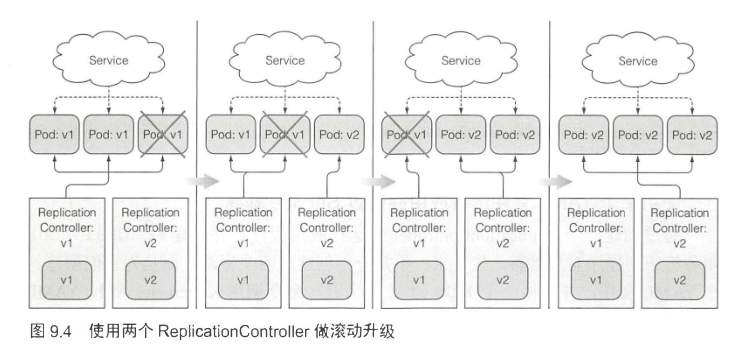 Service
Service
Service
Service
Pod: v1
Pod: v1
Pod: v1
Pod: v1
Pod: v1
Pod: v2
Pod: v1
Pod: v2
Pod: v2
Pod: v2
Pod: v2
Pod: v2
Replication
Controller:
v1
v1
Replication
Controller:
v2
v2
Replication
Controller:
v1
v1
Replication
Controller:
v2
v2
Replication
Controller:
v1
v1
Replication
Controller:
v2
v2
Replication
Controller:
v1
v1
Replication
Controller:
v2
v2
图 9.4 使用两个 ReplicationController 做滚动升级